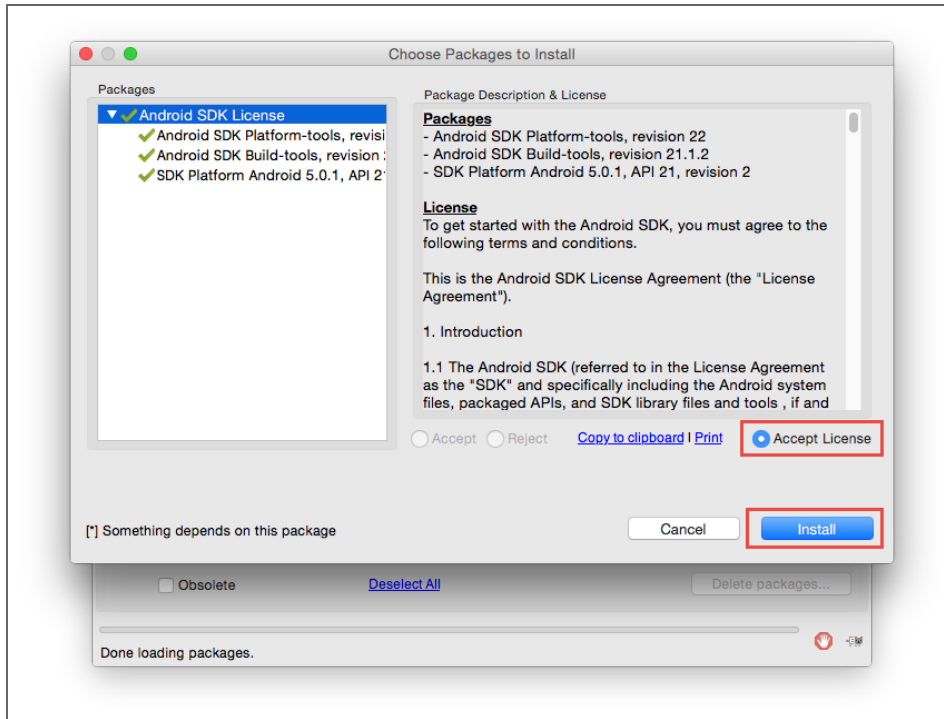 Choose Packages to Install
Packages
Android SDK License
Android SDK Platform-tools, revisi
Android SDK Build-tools, revision
SDK Platform Android 5.0.1, API 2
Package Description & License
Packages
- Android SDK Platform-tools, revision 22
- Android SDK Build-tools, revision 21.1.2
- SDK Platform Android 5.0.1, API 21, revision 2
License
To get started with the Android SDK, you must agree to the
following terms and conditions.
This is the Android SDK License Agreement (the "License
Agreement").
1. Introduction
1.1 The Android SDK (referred to in the License Agreement
as the "SDK" and specifically including the Android system
files, packaged APIs, and SDK library files and tools , if and
Accept Reject Copy to clipboard | Print Accept License
[*] Something depends on this package
Cancel Install
Obsolete Deselect All Delete packages...
Done loading packages.